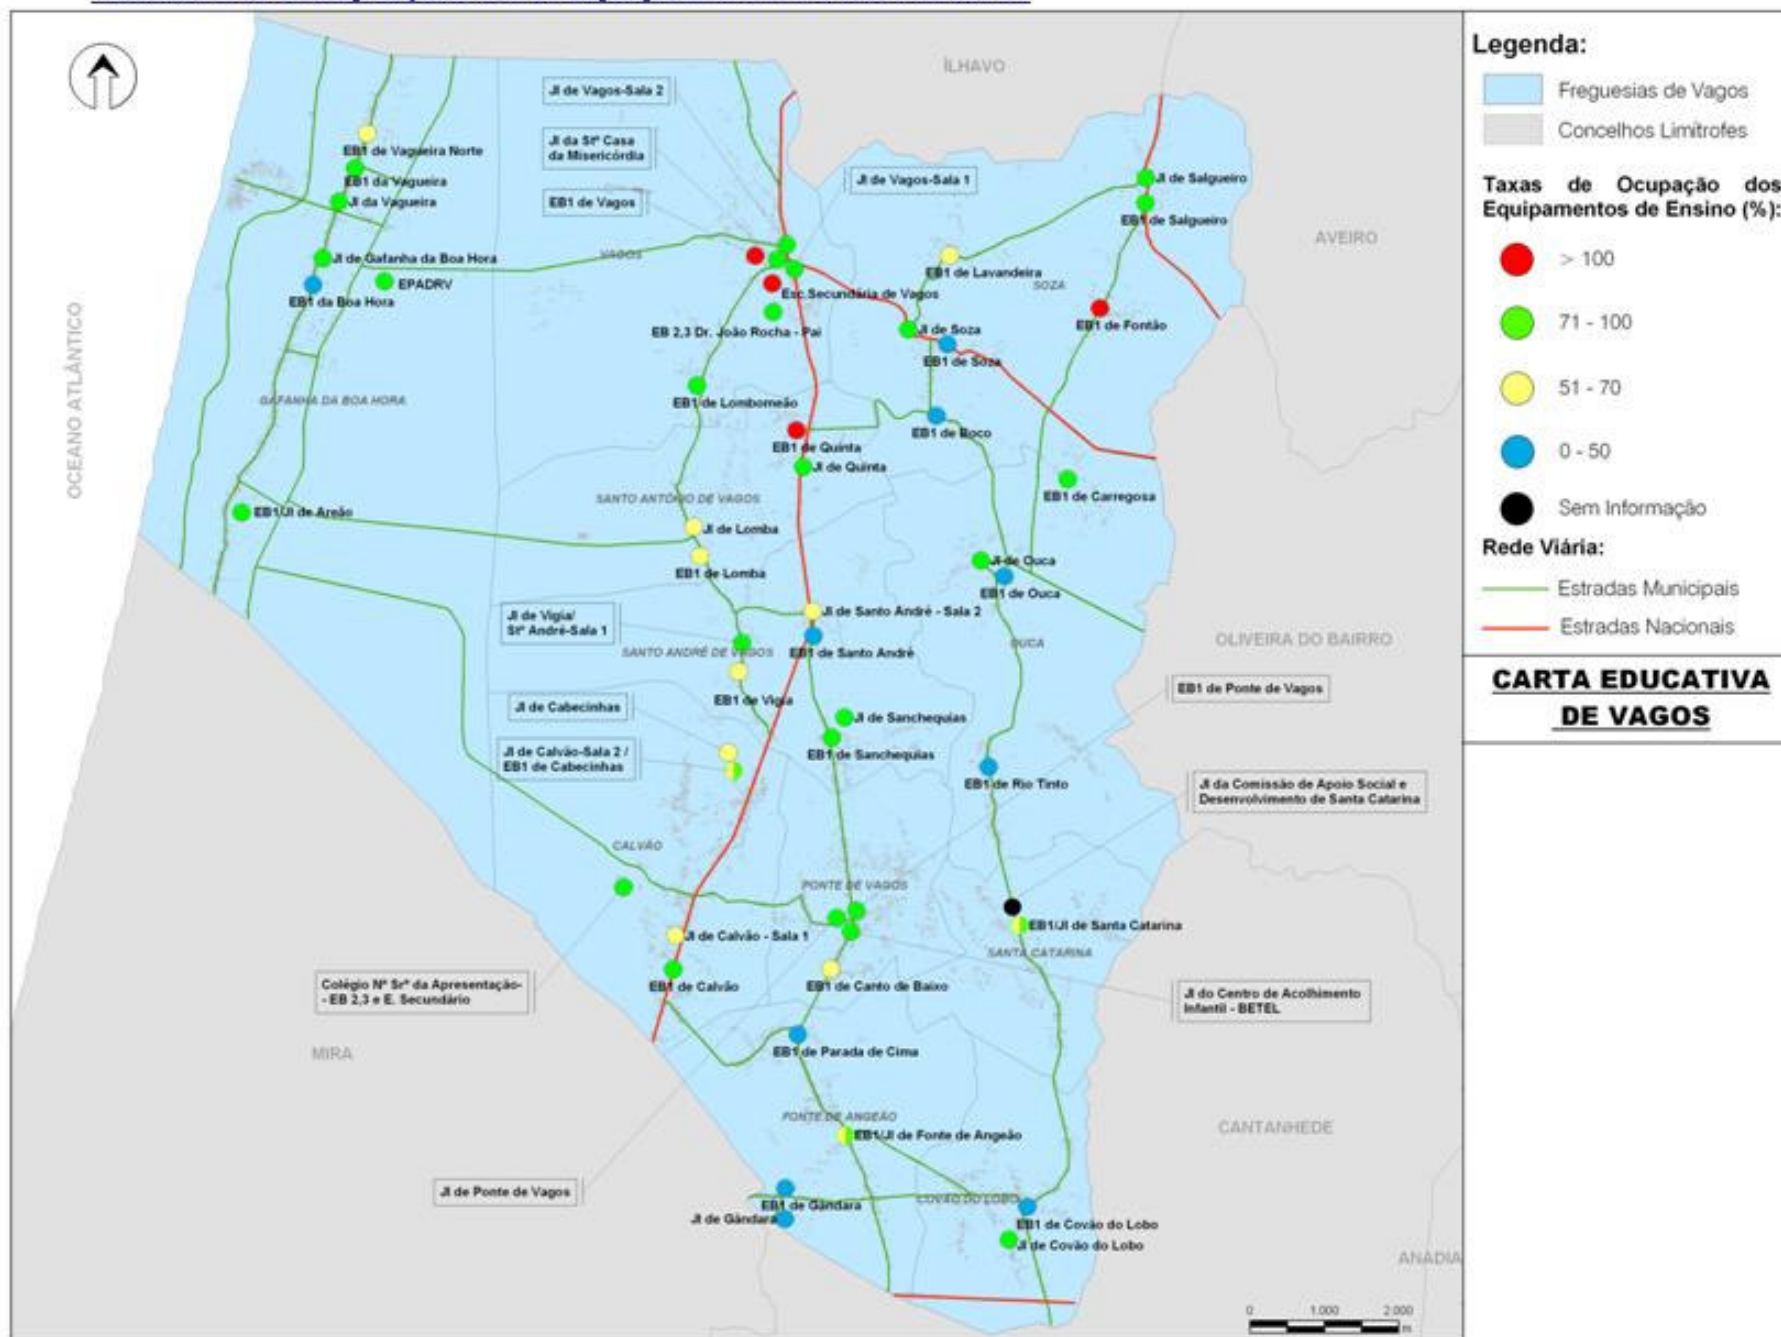 ÍLHAVO
JI de Vagos-Sala 2
JI da Stª Casa
da Misericórdia
EB1 de Vagos
JI de Vagos-Sala 1
EB1 de Vagueira Norte
EB1 da Vagueira
JI da Vagueira
JI de Salgueiro
EB1 de Salgueiro
AVEIRO
VAGOS
JI de Gafanha da Boa Hora
EPADRV
EB1 da Boa Hora
EB1 de Lavandeira
SOZA
Esc.Secundária de Vagos
EB 2,3 Dr. João Rocha - Pai
JI de Soza
EB1 de Soza
EB1 de Fontão
OCEANO ATLÂNTICO
GAFANHA DA BOA HORA
EB1 de Lombomeão
EB1 de Boco
EB1 de Quinta
JI de Quinta
EB1 de Carregosa
SANTO ANTÓNIO DE VAGOS
EB1/JI de Areão
JI de Lomba
EB1 de Lomba
JI de Ouca
EB1 de Ouca
JI de Vigia/
Stº André-Sala 1
JI de Santo André - Sala 2
EB1 de Santo André
SANTO ANDRÉ DE VAGOS
OUCA
OLIVEIRA DO BAIRRO
EB1 de Vigia
EB1 de Ponte de Vagos
JI de Cabecinhas
JI de Sanchequias
EB1 de Sanchequias
JI de Calvão-Sala 2 /
EB1 de Cabecinhas
EB1 de Rio Tinto
JI da Comissão de Apoio Social e
Desenvolvimento de Santa Catarina
CALVÃO
PONTE DE VAGOS
EB1/JI de Santa Catarina
SANTA CATARINA
JI de Calvão - Sala 1
EB1 de Calvão
Colégio Nª Srª da Apresentação-
- EB 2,3 e E. Secundário
EB1 de Canto de Baixo
JI do Centro de Acolhimento
Infantil - BETEL
MIRA
EB1 de Parada de Cima
FONTE DE ANGEÃO
EB1/JI de Fonte de Angeão
CANTANHEDE
JI de Ponte de Vagos
EB1 de Gândara
JI de Gândara
COVÃO DO LOBO
EB1 de Covão do Lobo
JI de Covão do Lobo
ANADIA
0 1.000 2.000
m
Legenda:
Freguesias de Vagos
Concelhos Limítrofes
Taxas de Ocupação dos
Equipamentos de Ensino (%):
> 100
71 - 100
51 - 70
0 - 50
Sem Informação
Rede Viária:
Estradas Municipais
Estradas Nacionais
CARTA EDUCATIVA
DE VAGOS